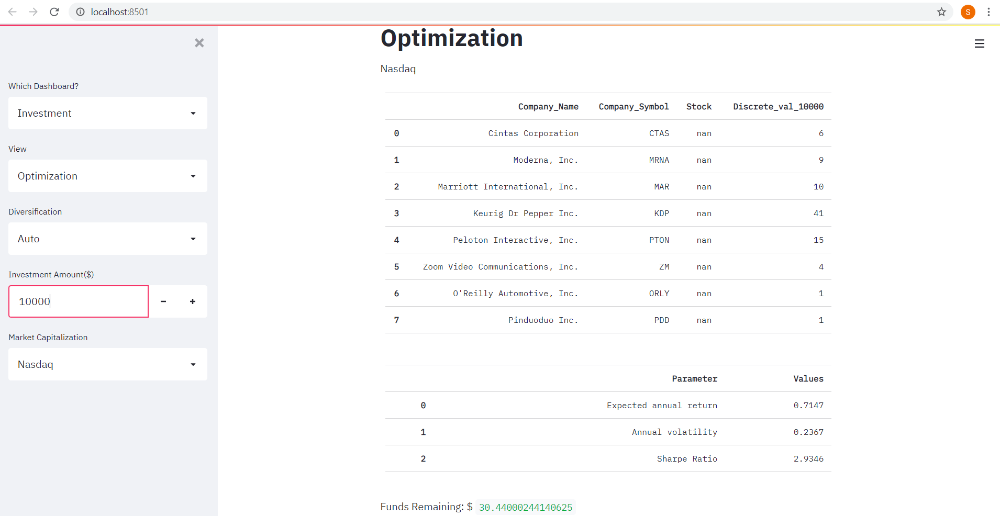 localhost:8501
S
Which Dashboard?
Investment
View
Optimization
Diversification
Auto
Investment Amount($)
10000
Market Capitalization
Nasdaq
Optimization
Nasdaq
Company_Name Company_Symbol Stock Discrete_val_10000
0 Cintas Corporation CTAS nan 6
1 Moderna, Inc. MRNA nan 9
2 Marriott International, Inc. MAR nan 10
3 Keurig Dr Pepper Inc. KDP nan 41
4 Peloton Interactive, Inc. PTON nan 15
5 Zoom Video Communications, Inc. ZM nan 4
6 O'Reilly Automotive, Inc. ORLY nan 1
7 Pinduoduo Inc. PDD nan 1
Parameter Values
0 Expected annual return 0.7147
1 Annual volatility 0.2367
2 Sharpe Ratio 2.9346
Funds Remaining: $ 30.44000244140625